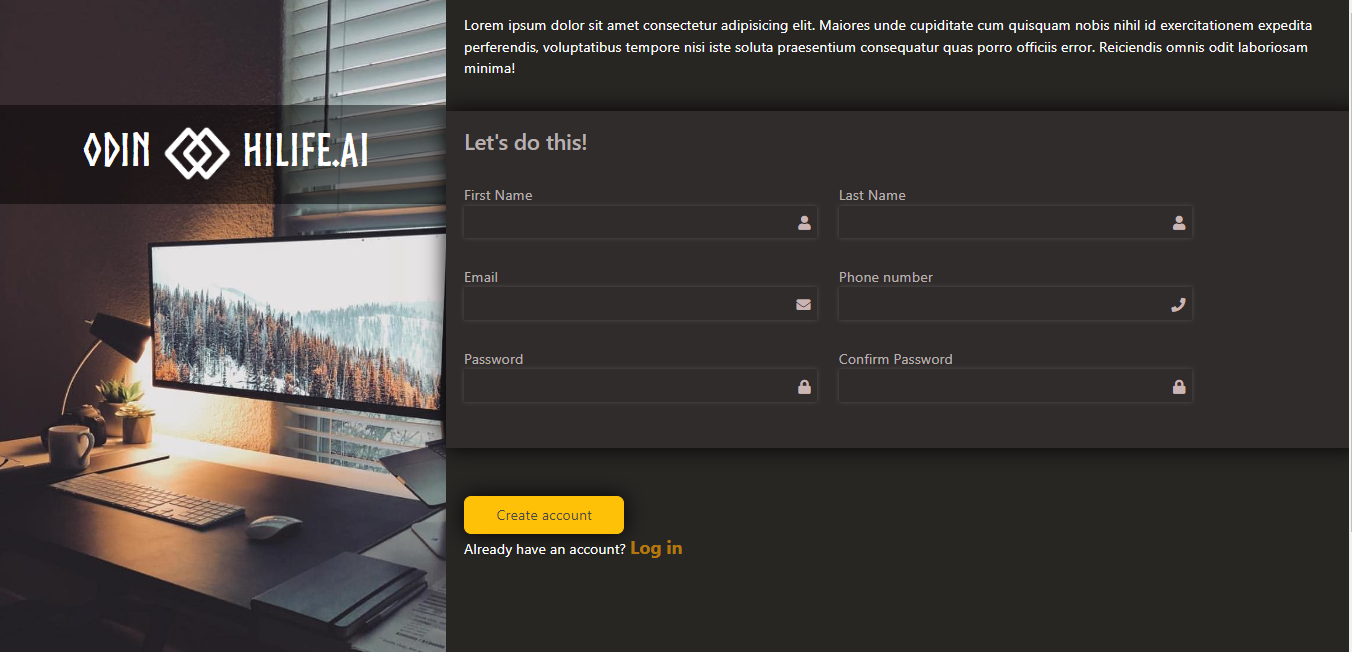 Lorem ipsum dolor sit amet consectetur adipisicing elit. Maiores unde cupiditate cum quisquam nobis nihil id exercitationem expedita
perferendis, voluptatibus tempore nisi iste soluta praesentium consequatur quas porro officiis error. Reiciendis omnis odit laboriosam
minima!
ODIN HILIFE.AI
Let's do this!
First Name
Last Name
Email
Phone number
Password
Confirm Password
Create account
Already have an account? Log in